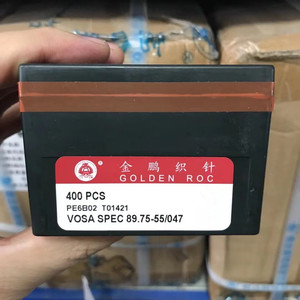 金鹏织针
GOLDEN ROC
400 PCS
PE6B02 T01421
VOSA SPEC 89.75-55/047